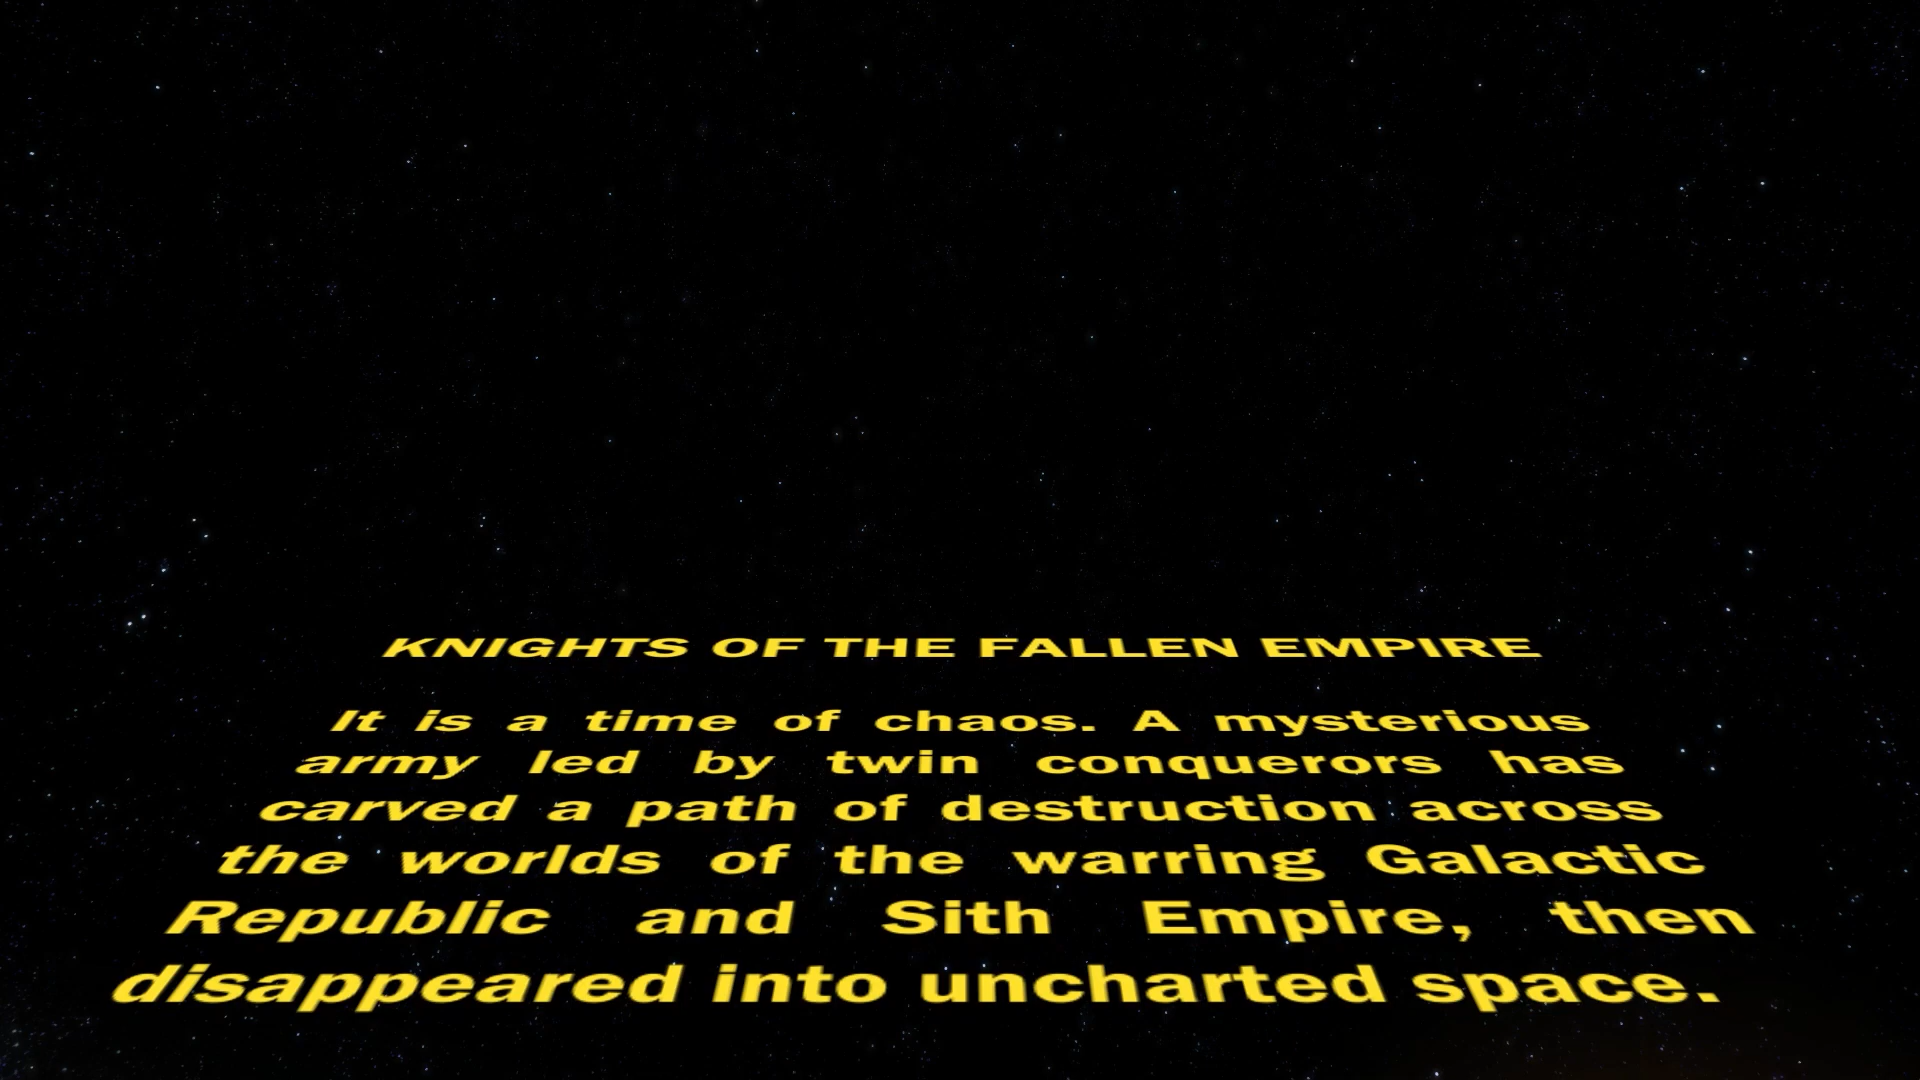 KNIGHTS OF THE FALLEN EMPIRE
It is a time of chaos. A mysterious
army led by twin conquerors has
carved a path of destruction across
the worlds of the warring Galactic
Republic and Sith Empire, then
disappeared into uncharted space.